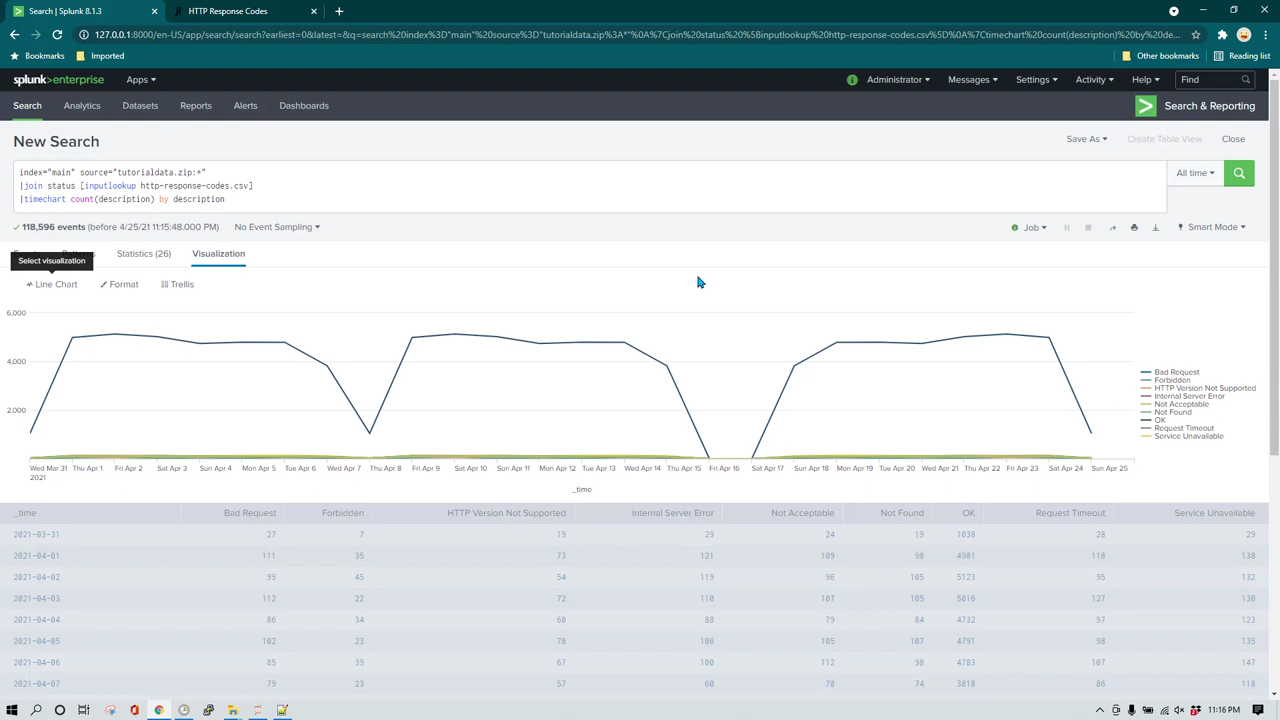 Search | Splunk 8.1.3
HTTP Response Codes
127.0.0.1:8000/en-US/app/search/search?earliest=0&latest=&q=search%20index%3D"main"%20source%3D"tutorialdata.zip%3A*"%0A%7Cjoin%20status%20%5Binputlookup%20http-response-codes.csv%5D%0A%7Ctimechart%20count(description)%20by%20de...
Bookmarks
Imported
Other bookmarks
Reading list
splunk>enterprise
Apps
Administrator
Messages
Settings
Activity
Help
Find
Search
Analytics
Datasets
Reports
Alerts
Dashboards
Search & Reporting
New Search
Save As
Create Table View
Close
index="main" source="tutorialdata.zip:*"
|join status [inputlookup http-response-codes.csv]
|timechart count(description) by description
All time
118,596 events (before 4/25/21 11:15:48.000 PM)
No Event Sampling
Job
Smart Mode
Statistics (26)
Visualization
Select visualization
Line Chart
Format
Trellis
6,000
4,000
2,000
Bad Request
Forbidden
HTTP Version Not Supported
Internal Server Error
Not Acceptable
Not Found
OK
Request Timeout
Service Unavailable
Wed Mar 31 Thu Apr 1 Fri Apr 2 Sat Apr 3 Sun Apr 4 Mon Apr 5 Tue Apr 6 Wed Apr 7 Thu Apr 8 Fri Apr 9 Sat Apr 10 Sun Apr 11 Mon Apr 12 Tue Apr 13 Wed Apr 14 Thu Apr 15 Fri Apr 16 Sat Apr 17 Sun Apr 18 Mon Apr 19 Tue Apr 20 Wed Apr 21 Thu Apr 22 Fri Apr 23 Sat Apr 24 Sun Apr 25
2021
_time
_time Bad Request Forbidden HTTP Version Not Supported Internal Server Error Not Acceptable Not Found OK Request Timeout Service Unavailable
2021-03-31 27 7 19 29 24 19 1038 28 29
2021-04-01 111 35 73 121 109 98 4981 118 138
2021-04-02 99 45 54 119 96 105 5123 95 132
2021-04-03 112 22 72 110 107 105 5016 127 130
2021-04-04 86 34 60 88 79 84 4732 97 123
2021-04-05 102 23 78 106 105 107 4791 98 135
2021-04-06 85 39 67 100 112 98 4783 107 147
2021-04-07 79 23 57 60 78 74 3818 86 118
11:16 PM